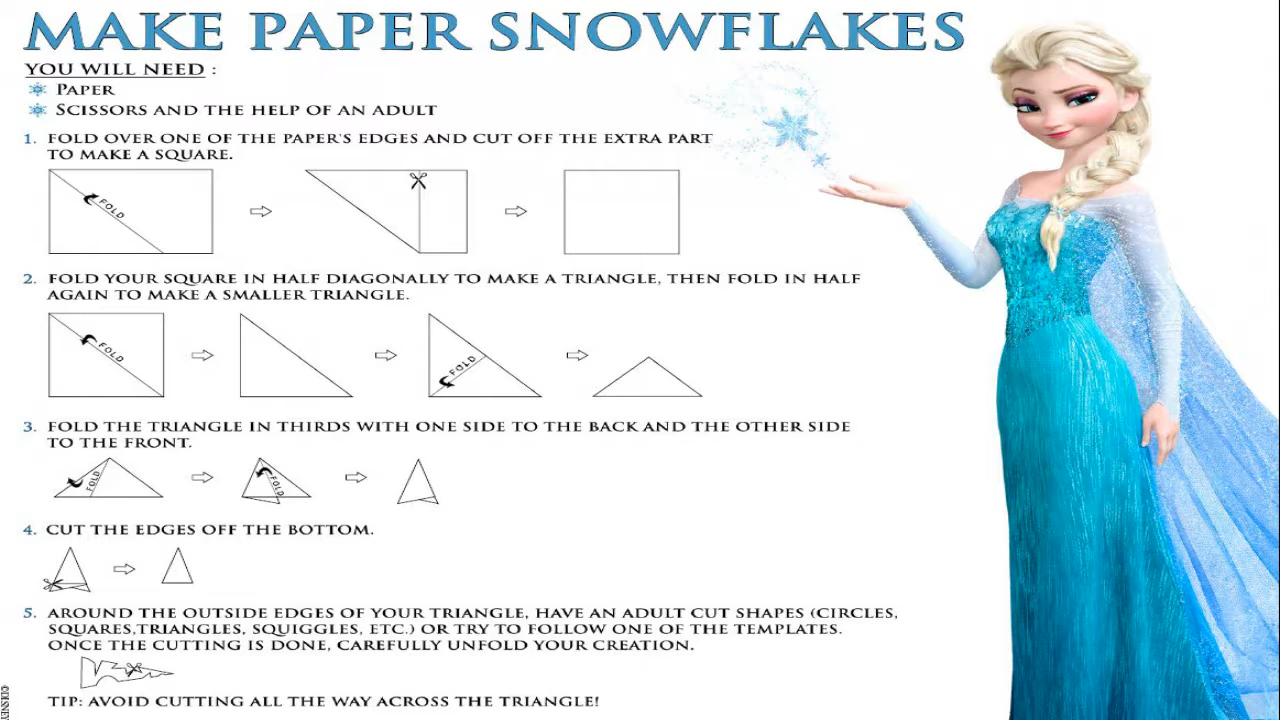 MAKE PAPER SNOWFLAKES
YOU WILL NEED :
PAPER
SCISSORS AND THE HELP OF AN ADULT
1. FOLD OVER ONE OF THE PAPER'S EDGES AND CUT OFF THE EXTRA PART
TO MAKE A SQUARE.
FOLD
2. FOLD YOUR SQUARE IN HALF DIAGONALLY TO MAKE A TRIANGLE, THEN FOLD IN HALF
AGAIN TO MAKE A SMALLER TRIANGLE.
FOLD
FOLD
3. FOLD THE TRIANGLE IN THIRDS WITH ONE SIDE TO THE BACK AND THE OTHER SIDE
TO THE FRONT.
FOLD
FOLD
4. CUT THE EDGES OFF THE BOTTOM.
5. AROUND THE OUTSIDE EDGES OF YOUR TRIANGLE, HAVE AN ADULT CUT SHAPES (CIRCLES,
SQUARES,TRIANGLES, SQUIGGLES, ETC.) OR TRY TO FOLLOW ONE OF THE TEMPLATES.
ONCE THE CUTTING IS DONE, CAREFULLY UNFOLD YOUR CREATION.
TIP: AVOID CUTTING ALL THE WAY ACROSS THE TRIANGLE!
©DISNEY